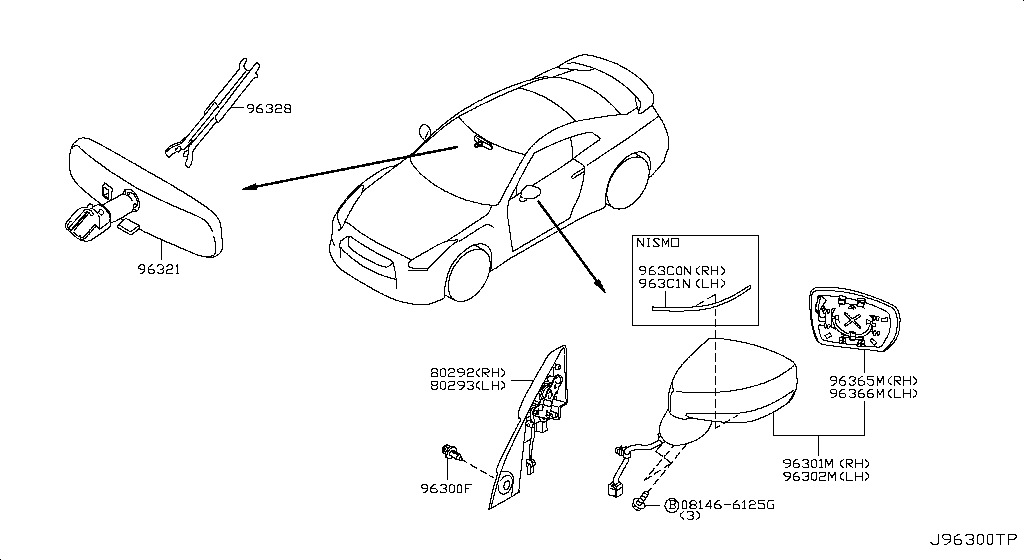 96328
96321
NISMO
963C0N(RH)
963C1N(LH)
80292(RH)
80293(LH)
96365M(RH)
96366M(LH)
96300F
96301M(RH)
96302M(LH)
B08146-6125G
(3)
J96300TP